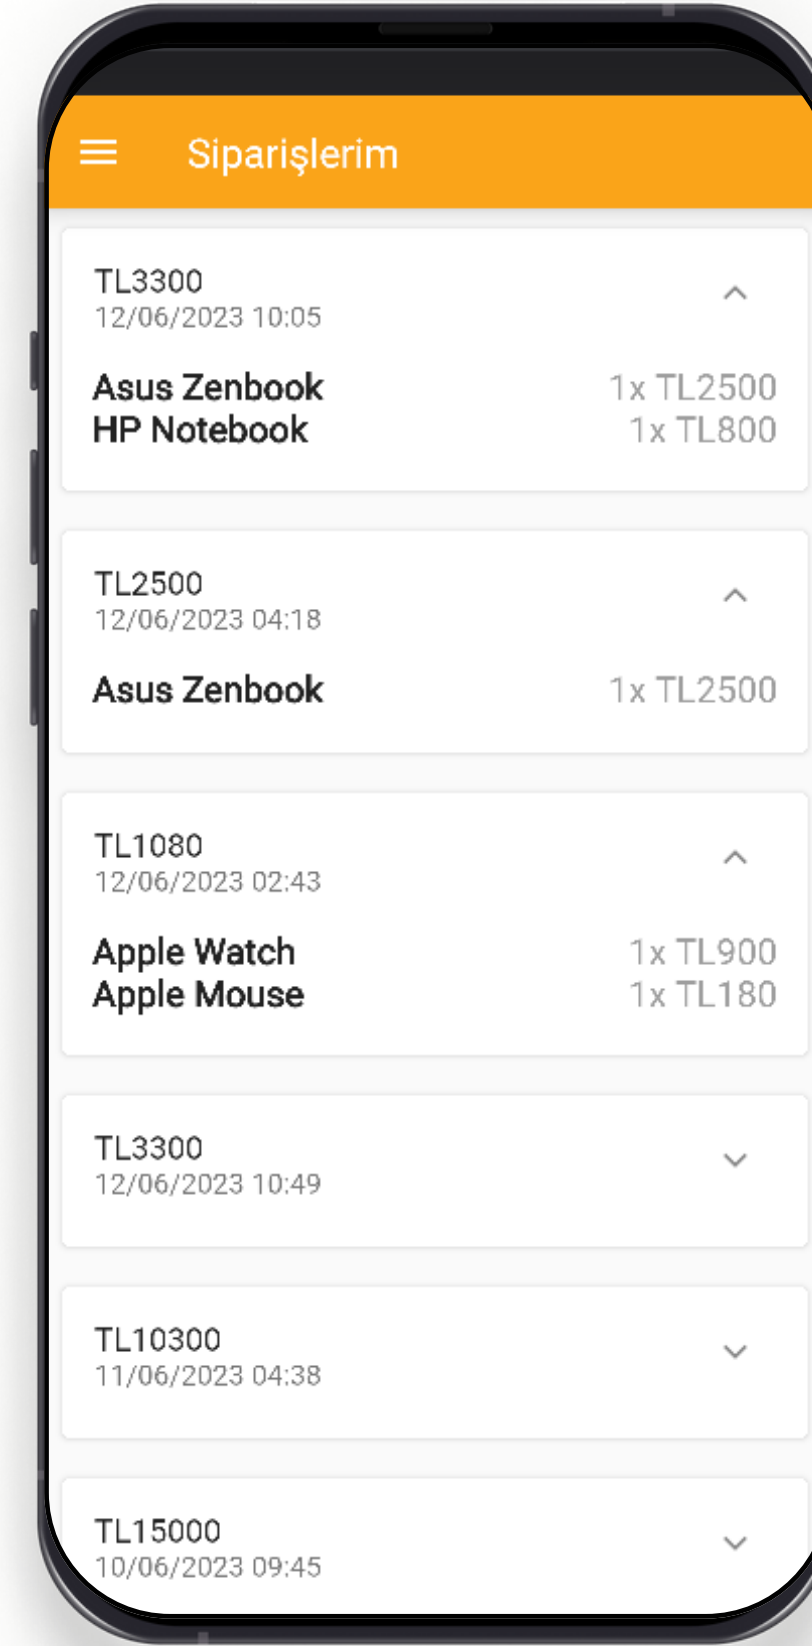 Siparişlerim
TL3300
12/06/2023 10:05
Asus Zenbook 1x TL2500
HP Notebook 1x TL800
TL2500
12/06/2023 04:18
Asus Zenbook 1x TL2500
TL1080
12/06/2023 02:43
Apple Watch 1x TL900
Apple Mouse 1x TL180
TL3300
12/06/2023 10:49
TL10300
11/06/2023 04:38
TL15000
10/06/2023 09:45